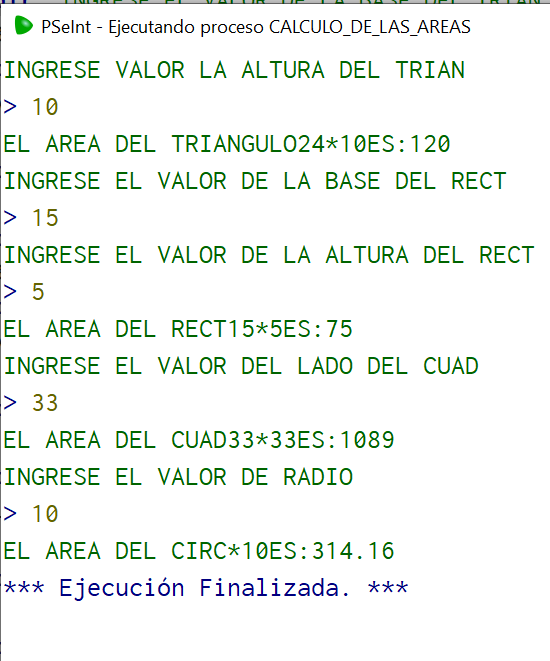 PSeInt - Ejecutando proceso CALCULO_DE_LAS_AREAS
INGRESE VALOR LA ALTURA DEL TRIAN
> 10
EL AREA DEL TRIANGULO24*10ES:120
INGRESE EL VALOR DE LA BASE DEL RECT
> 15
INGRESE EL VALOR DE LA ALTURA DEL RECT
> 5
EL AREA DEL RECT15*5ES:75
INGRESE EL VALOR DEL LADO DEL CUAD
> 33
EL AREA DEL CUAD33*33ES:1089
INGRESE EL VALOR DE RADIO
> 10
EL AREA DEL CIRC*10ES:314.16
*** Ejecución Finalizada. ***